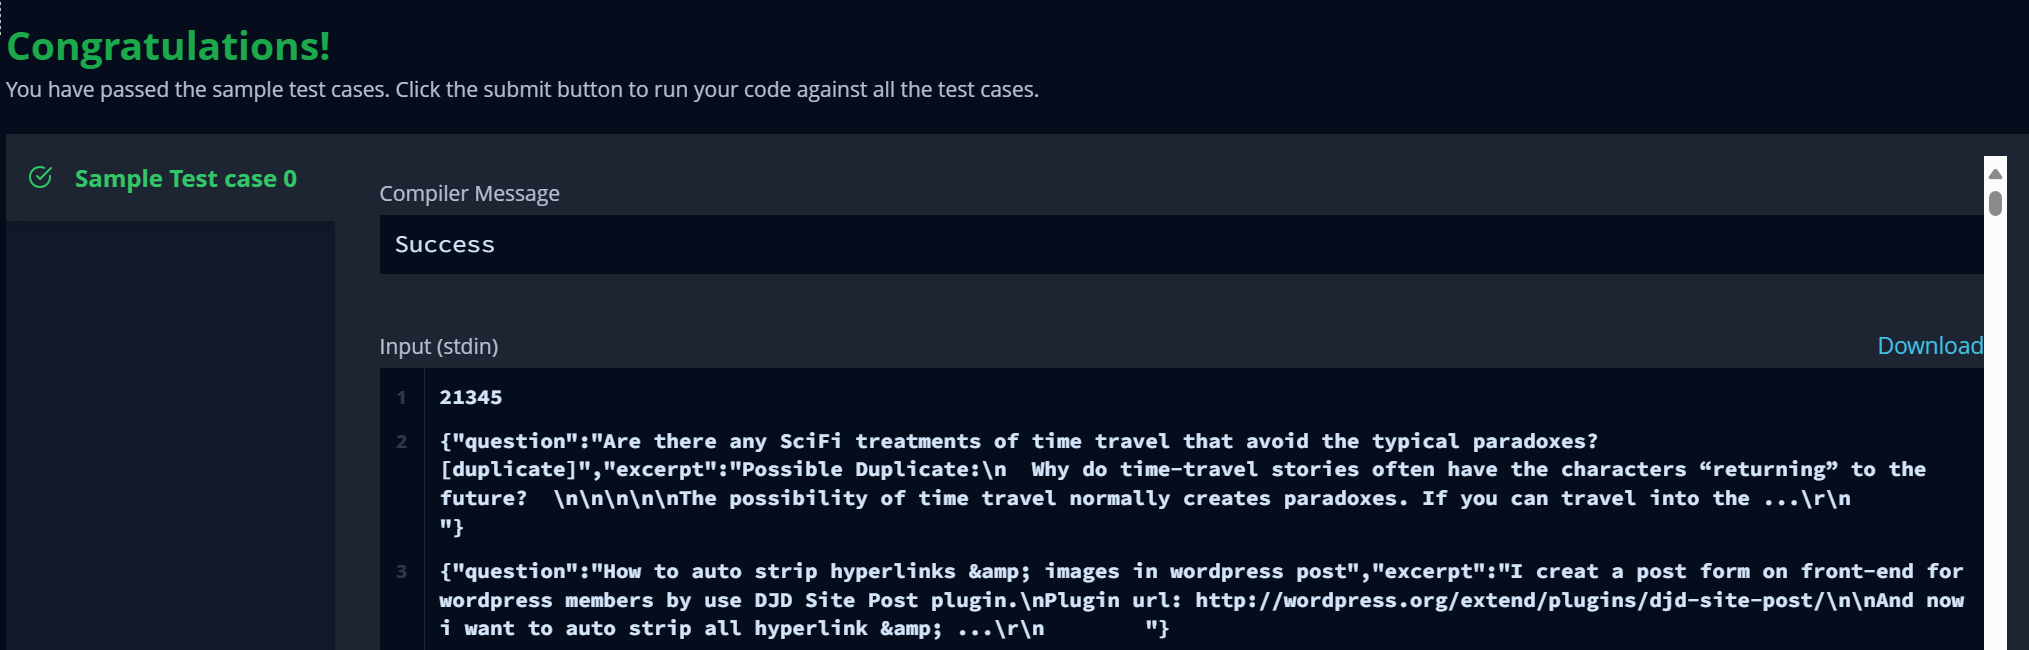 Congratulations!
You have passed the sample test cases. Click the submit button to run your code against all the test cases.
Sample Test case 0
Compiler Message
Success
Input (stdin)
Download
1
21345
2
{"question":"Are there any SciFi treatments of time travel that avoid the typical paradoxes?
[duplicate]","excerpt":"Possible Duplicate:\n  Why do time-travel stories often have the characters “returning” to the
future?  \n\n\n\n\nThe possibility of time travel normally creates paradoxes. If you can travel into the ...\r\n
"}
3
{"question":"How to auto strip hyperlinks &amp; images in wordpress post","excerpt":"I creat a post form on front-end for
wordpress members by use DJD Site Post plugin.\nPlugin url: http://wordpress.org/extend/plugins/djd-site-post/\n\nAnd now
i want to auto strip all hyperlink &amp; ...\r\n        "}